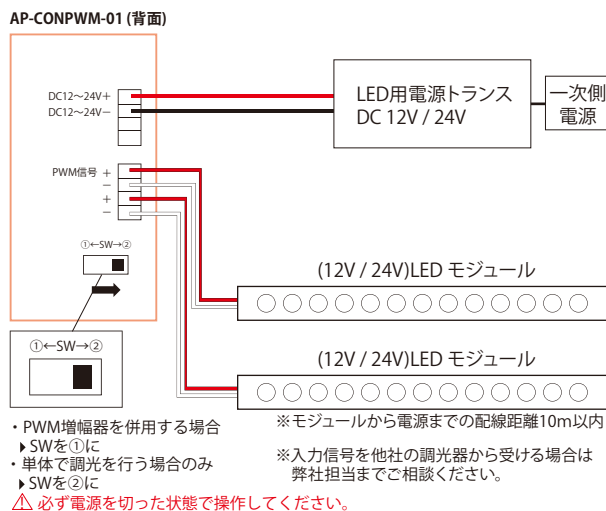 AP-CONPWM-01 (背面)
DC12～24V+
DC12～24V−
LED用電源トランス
DC 12V / 24V
一次側
電源
PWM信号 +
−
+
−
①←SW→②
(12V / 24V)LED モジュール
①←SW→②
(12V / 24V)LED モジュール
・PWM増幅器を併用する場合
▶SWを①に
・単体で調光を行う場合のみ
▶SWを②に
⚠ 必ず電源を切った状態で操作してください。
※モジュールから電源までの配線距離10m以内
※入力信号を他社の調光器から受ける場合は
弊社担当までご相談ください。